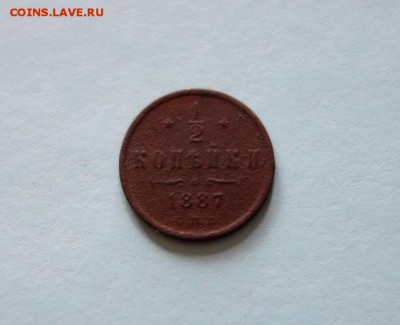 COINS.LAVE.RU
1/2
КОПѢЙКИ
1887
С.П.Б.